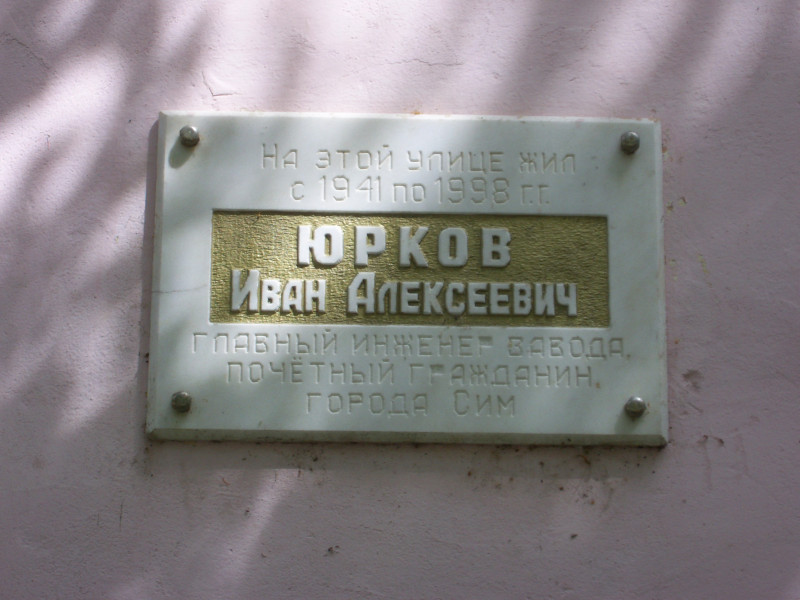 На этой улице жил
с 1941 по 1998 г.г.
ЮРКОВ
Иван Алексеевич
главный инженер завода,
почётный гражданин,
города Сим